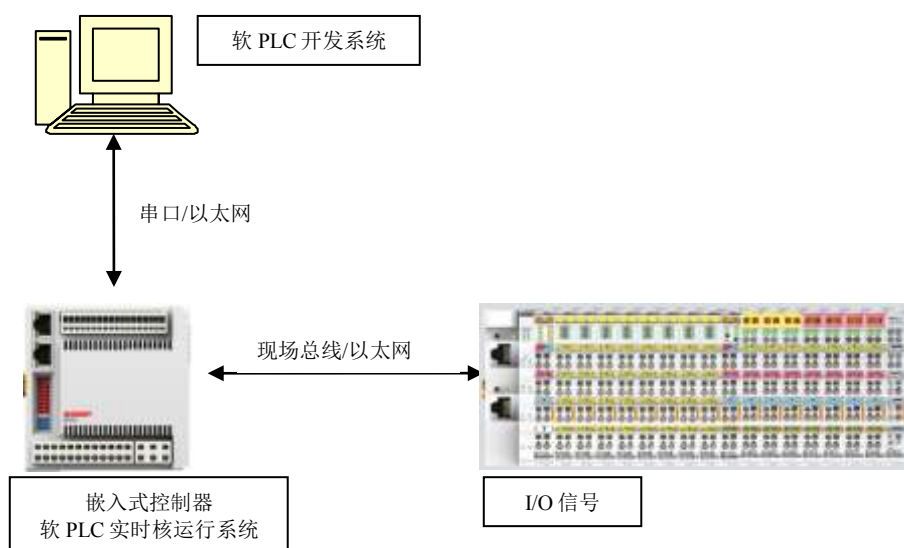 软 PLC 开发系统
串口/以太网
现场总线/以太网
嵌入式控制器
软 PLC 实时核运行系统
I/O 信号